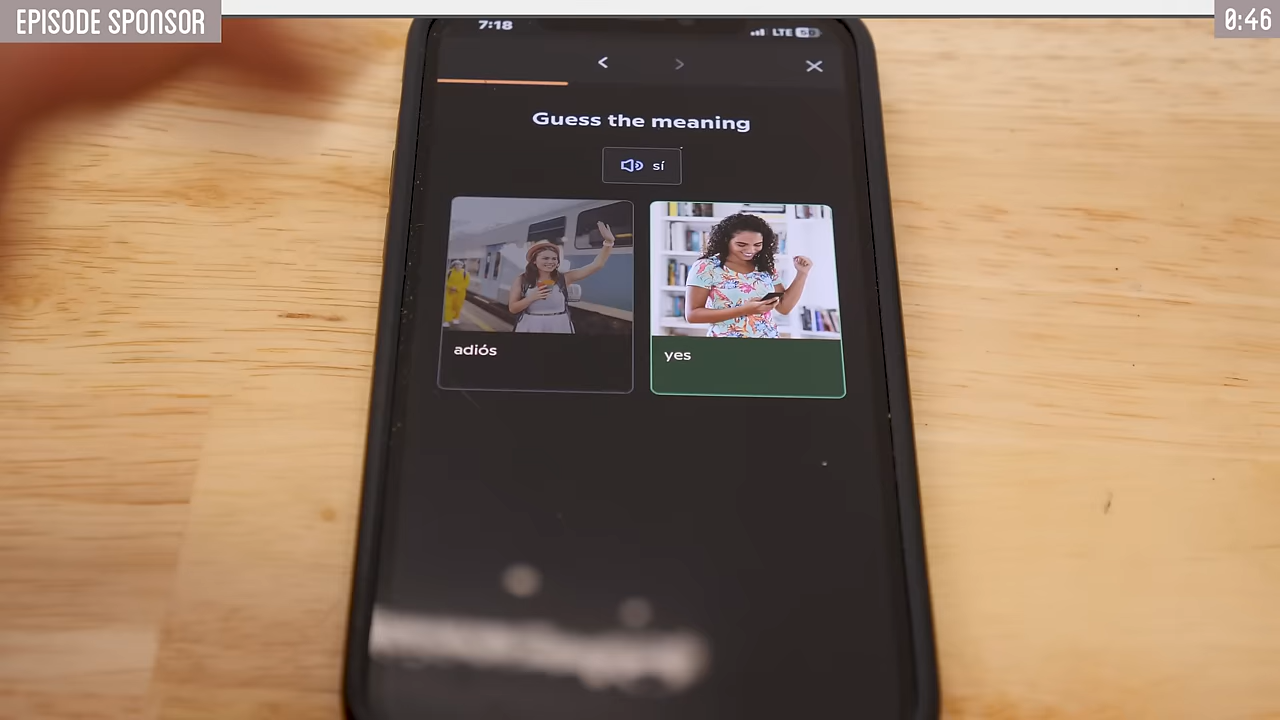 EPISODE SPONSOR
0:46
7:18
LTE
Guess the meaning
sí
adiós
yes